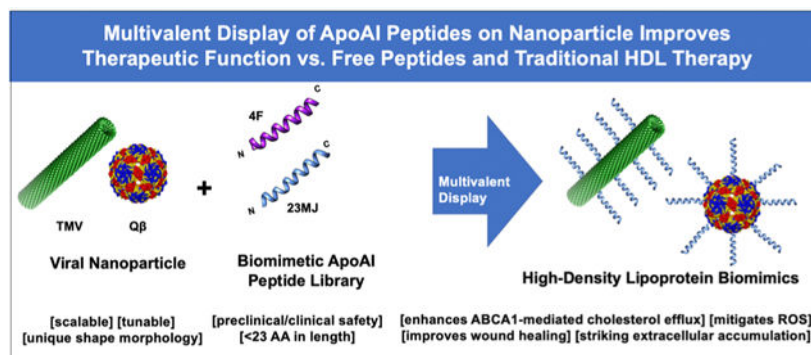 Multivalent Display of ApoAI Peptides on Nanoparticle Improves
Therapeutic Function vs. Free Peptides and Traditional HDL Therapy
4F
C
N
C
N
23MJ
TMV
Qβ
+
Multivalent
Display
Viral Nanoparticle
Biomimetic ApoAI
Peptide Library
High-Density Lipoprotein Biomimics
[scalable] [tunable]
[unique shape morphology]
[preclinical/clinical safety]
[<23 AA in length]
[enhances ABCA1-mediated cholesterol efflux] [mitigates ROS]
[improves wound healing] [striking extracellular accumulation]